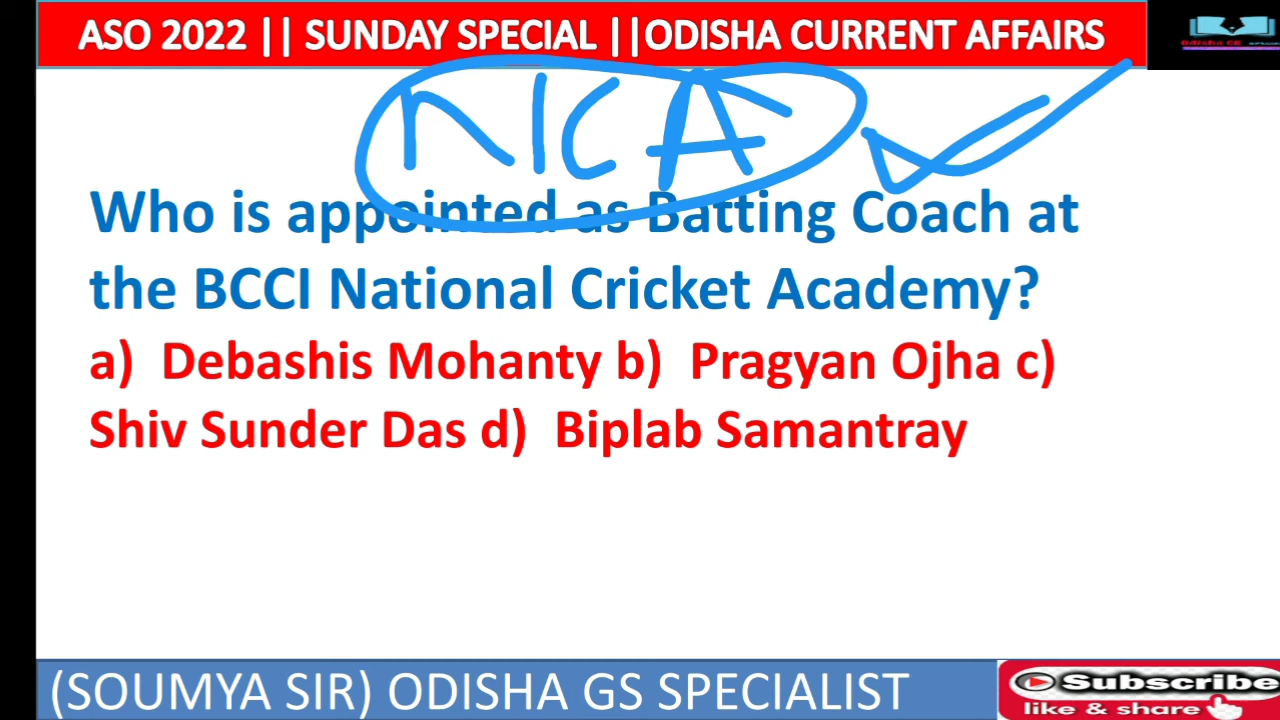 ASO 2022 || SUNDAY SPECIAL ||ODISHA CURRENT AFFAIRS
NCA
Who is appointed as Batting Coach at
the BCCI National Cricket Academy?
a) Debashis Mohanty b) Pragyan Ojha c)
Shiv Sunder Das d) Biplab Samantray
(SOUMYA SIR) ODISHA GS SPECIALIST
Subscribe
like & share